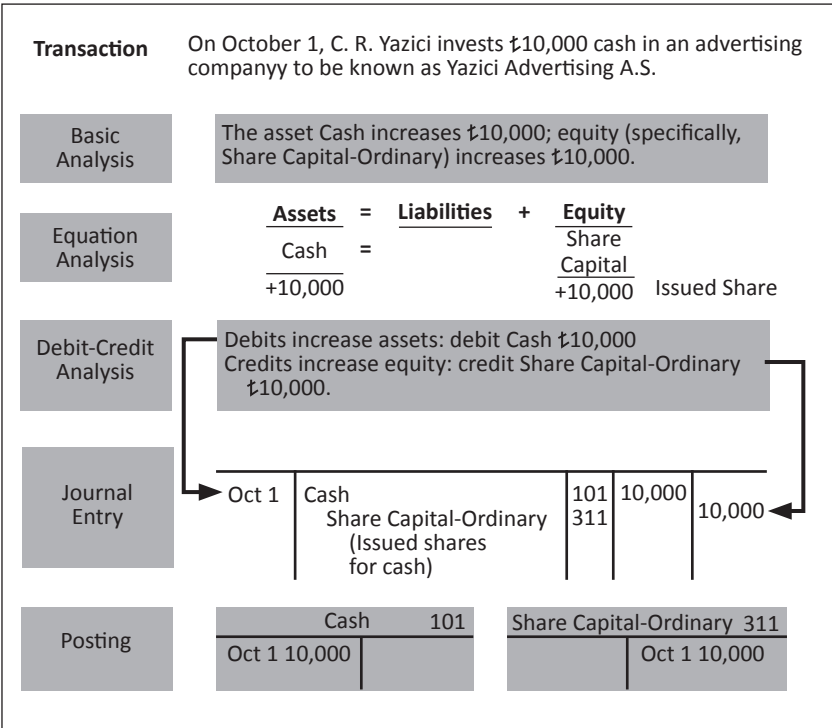 Transaction
On October 1, C. R. Yazici invests ₺10,000 cash in an advertising
companyy to be known as Yazici Advertising A.S.
Basic
Analysis
The asset Cash increases ₺10,000; equity (specifically,
Share Capital-Ordinary) increases ₺10,000.
Equation
Analysis
Assets = Liabilities + Equity
Cash = Share
Capital
+10,000 +10,000 Issued Share
Debit-Credit
Analysis
Debits increase assets: debit Cash ₺10,000
Credits increase equity: credit Share Capital-Ordinary
₺10,000.
Journal
Entry
Oct 1 Cash 101 10,000
Share Capital-Ordinary 311 10,000
(Issued shares
for cash)
Posting
Cash 101
Oct 1 10,000
Share Capital-Ordinary 311
Oct 1 10,000